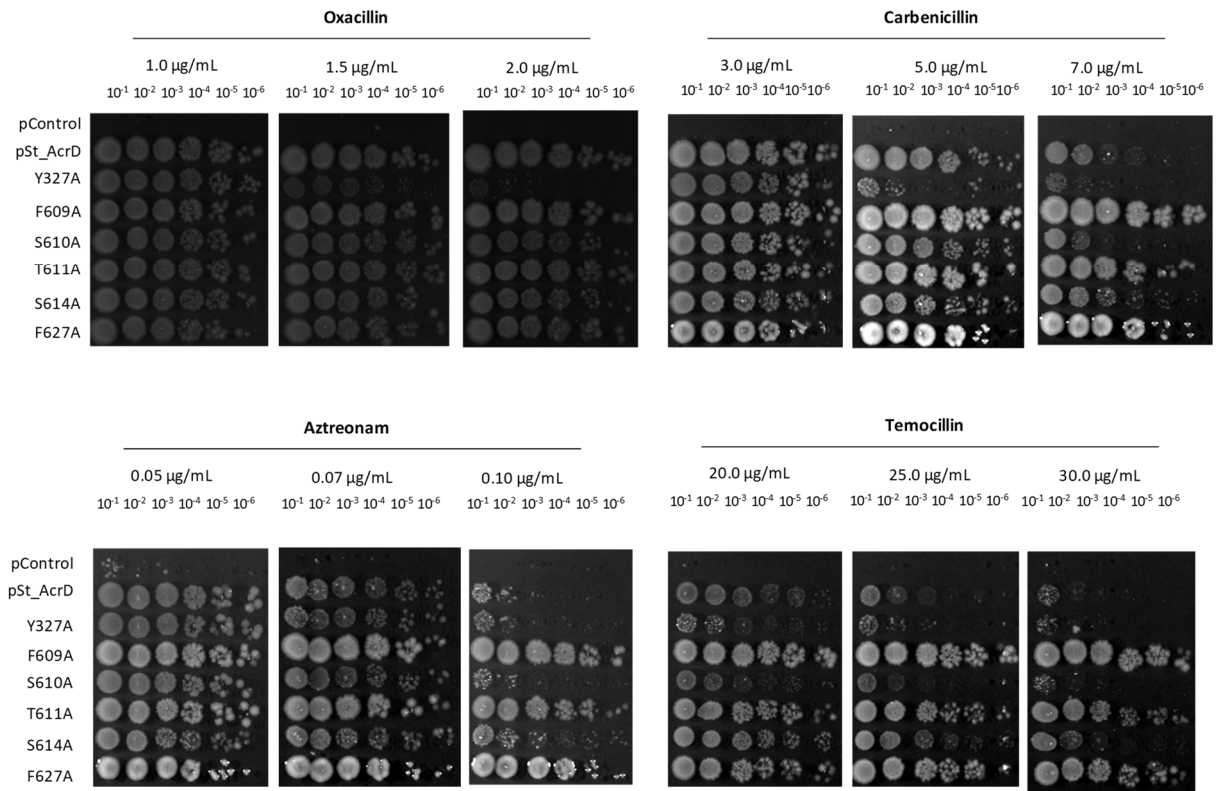 Oxacillin Carbenicillin
1.0 µg/mL 1.5 µg/mL 2.0 µg/mL 3.0 µg/mL 5.0 µg/mL 7.0 µg/mL
10⁻¹ 10⁻² 10⁻³ 10⁻⁴ 10⁻⁵ 10⁻⁶ 10⁻¹ 10⁻² 10⁻³ 10⁻⁴ 10⁻⁵ 10⁻⁶ 10⁻¹ 10⁻² 10⁻³ 10⁻⁴ 10⁻⁵ 10⁻⁶ 10⁻¹ 10⁻² 10⁻³ 10⁻⁴ 10⁻⁵ 10⁻⁶ 10⁻¹ 10⁻² 10⁻³ 10⁻⁴ 10⁻⁵ 10⁻⁶ 10⁻¹ 10⁻² 10⁻³ 10⁻⁴ 10⁻⁵ 10⁻⁶
pControl
pSt_AcrD
Y327A
F609A
S610A
T611A
S614A
F627A
Aztreonam Temocillin
0.05 µg/mL 0.07 µg/mL 0.10 µg/mL 20.0 µg/mL 25.0 µg/mL 30.0 µg/mL
10⁻¹ 10⁻² 10⁻³ 10⁻⁴ 10⁻⁵ 10⁻⁶ 10⁻¹ 10⁻² 10⁻³ 10⁻⁴ 10⁻⁵ 10⁻⁶ 10⁻¹ 10⁻² 10⁻³ 10⁻⁴ 10⁻⁵ 10⁻⁶ 10⁻¹ 10⁻² 10⁻³ 10⁻⁴ 10⁻⁵ 10⁻⁶ 10⁻¹ 10⁻² 10⁻³ 10⁻⁴ 10⁻⁵ 10⁻⁶ 10⁻¹ 10⁻² 10⁻³ 10⁻⁴ 10⁻⁵ 10⁻⁶
pControl
pSt_AcrD
Y327A
F609A
S610A
T611A
S614A
F627A